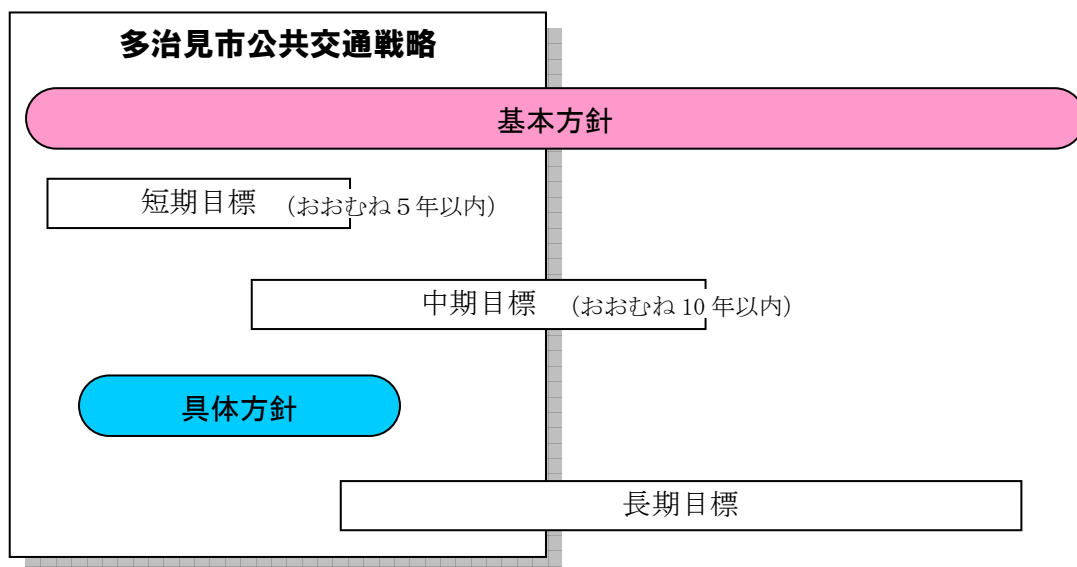 多治見市公共交通戦略
基本方針
短期目標 (おおむね５年以内)
中期目標 (おおむね 10 年以内)
具体方針
長期目標